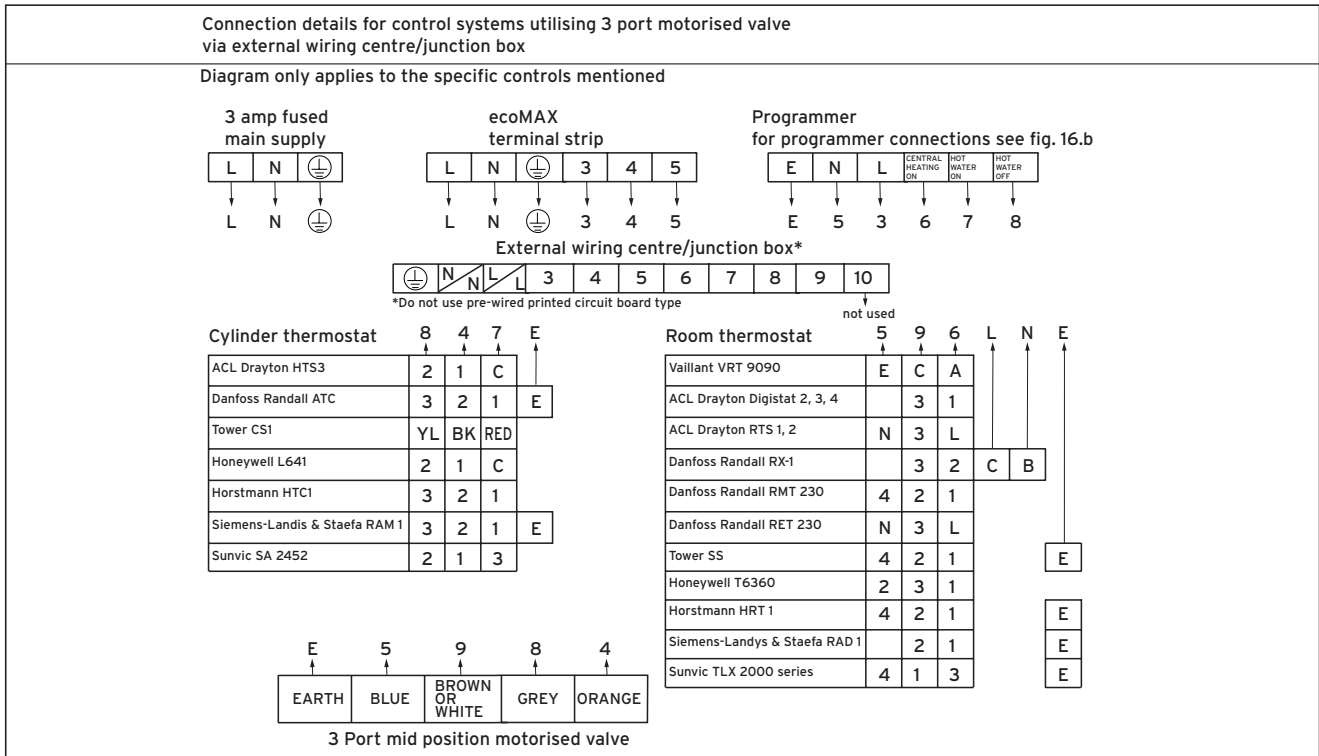 Connection details for control systems utilising 3 port motorised valve
via external wiring centre/junction box
Diagram only applies to the specific controls mentioned
3 amp fused
main supply
L N
L N
ecoMAX
terminal strip
L N 3 4 5
L N 3 4 5
Programmer
for programmer connections see fig. 16.b
E N L CENTRAL HEATING ON HOT WATER ON HOT WATER OFF
E 5 3 6 7 8
External wiring centre/junction box*
N N L L 3 4 5 6 7 8 9 10
*Do not use pre-wired printed circuit board type
not used
Cylinder thermostat 8 4 7 E
ACL Drayton HTS3 2 1 C
Danfoss Randall ATC 3 2 1 E
Tower CS1 YL BK RED
Honeywell L641 2 1 C
Horstmann HTC1 3 2 1
Siemens-Landis & Staefa RAM 1 3 2 1 E
Sunvic SA 2452 2 1 3
Room thermostat 5 9 6 L N E
Vaillant VRT 9090 E C A
ACL Drayton Digistat 2, 3, 4 3 1
ACL Drayton RTS 1, 2 N 3 L
Danfoss Randall RX-1 3 2 C B
Danfoss Randall RMT 230 4 2 1
Danfoss Randall RET 230 N 3 L
Tower SS 4 2 1 E
Honeywell T6360 2 3 1
Horstmann HRT 1 4 2 1 E
Siemens-Landys & Staefa RAD 1 2 1 E
Sunvic TLX 2000 series 4 1 3 E
E 5 9 8 4
EARTH BLUE BROWN OR WHITE GREY ORANGE
3 Port mid position motorised valve